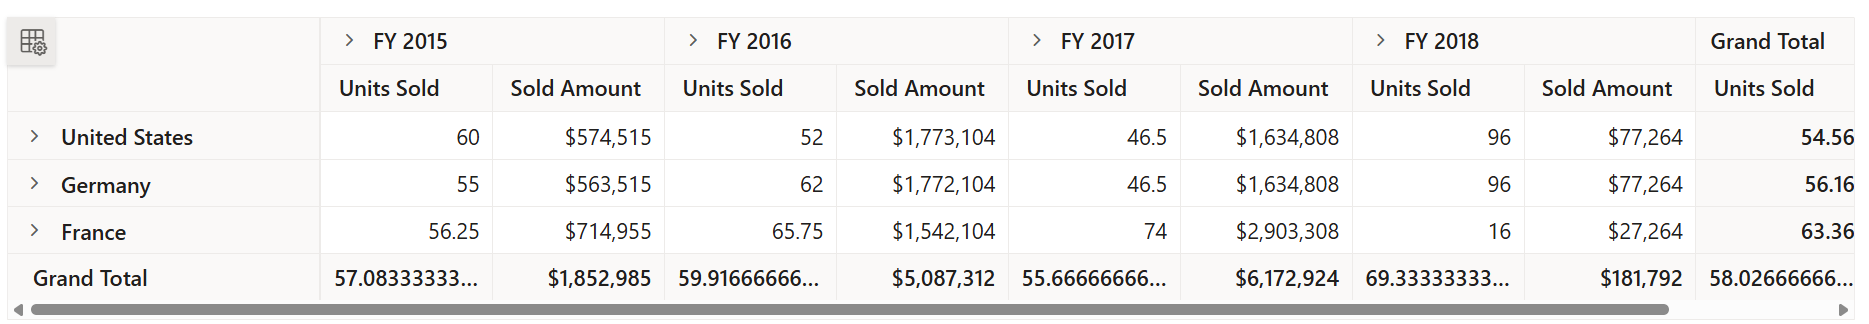 FY 2015 FY 2016 FY 2017 FY 2018 Grand Total
Units Sold Sold Amount Units Sold Sold Amount Units Sold Sold Amount Units Sold Sold Amount Units Sold
United States 60 $574,515 52 $1,773,104 46.5 $1,634,808 96 $77,264 54.56
Germany 55 $563,515 62 $1,772,104 46.5 $1,634,808 96 $77,264 56.16
France 56.25 $714,955 65.75 $1,542,104 74 $2,903,308 16 $27,264 63.36
Grand Total 57.08333333... $1,852,985 59.91666666... $5,087,312 55.66666666... $6,172,924 69.33333333... $181,792 58.02666666...